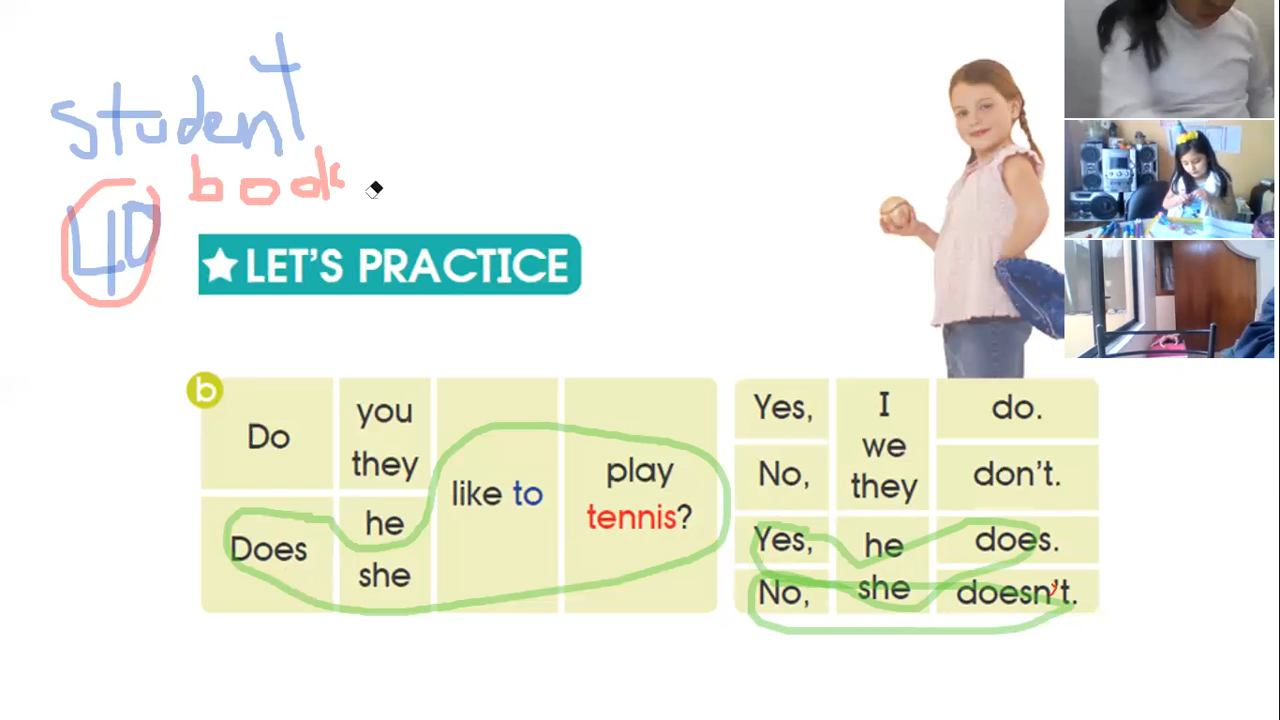 student
book
40
LET'S PRACTICE
b
Do
you
they
Does
he
she
like to
play
tennis?
Yes,
No,
I
we
they
do.
don't.
Yes,
No,
he
she
does.
doesn't.